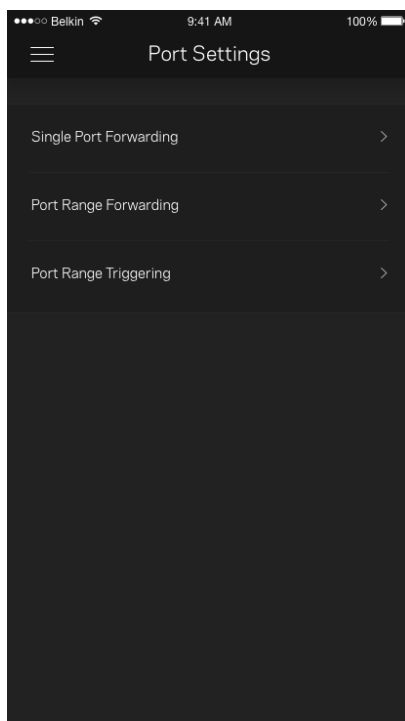 Belkin 9:41 AM 100%
Port Settings
Single Port Forwarding
Port Range Forwarding
Port Range Triggering